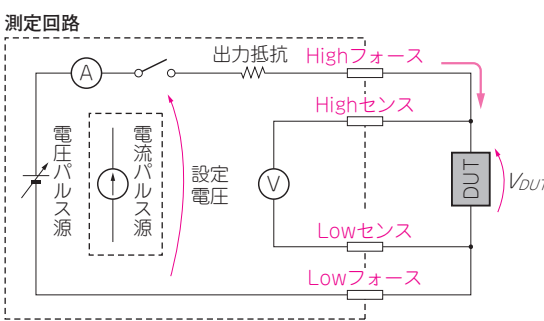 測定回路
出力抵抗
Highフォース
A
Highセンス
電圧パルス源
電流パルス源
設定
電圧
V
DUT
VDUT
Lowセンス
Lowフォース